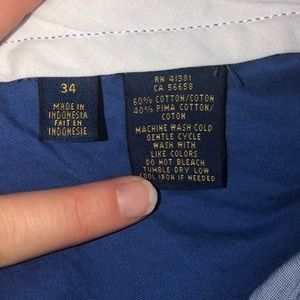 34
MADE IN
INDONESIA
FAIT EN
INDONESIE
RN 41381
CA 56658
60% COTTON/COTON
40% PIMA COTTON/
COTON
MACHINE WASH COLD
GENTLE CYCLE
WASH WITH
LIKE COLORS
DO NOT BLEACH
TUMBLE DRY LOW
COOL IRON IF NEEDED